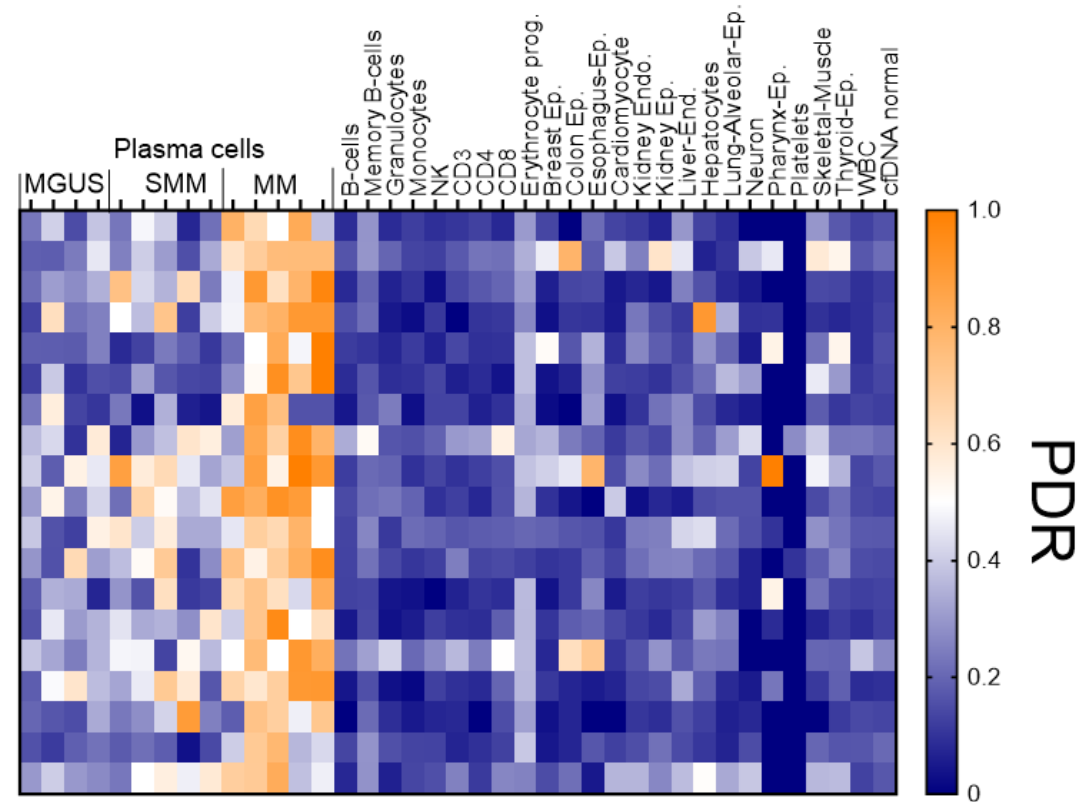 Plasma cells
MGUS
SMM
MM
B-cells
Memory B-cells
Granulocytes
Monocytes
NK
CD3
CD4
CD8
Erythrocyte prog.
Breast Ep.
Colon Ep.
Esophagus-Ep.
Cardiomyocyte
Kidney Endo.
Kidney Ep.
Liver-End.
Hepatocytes
Lung-Alveolar-Ep.
Neuron
Pharynx-Ep.
Platelets
Skeletal-Muscle
Thyroid-Ep.
WBC
cfDNA normal
1.0
0.8
0.6
0.4
0.2
0
PDR